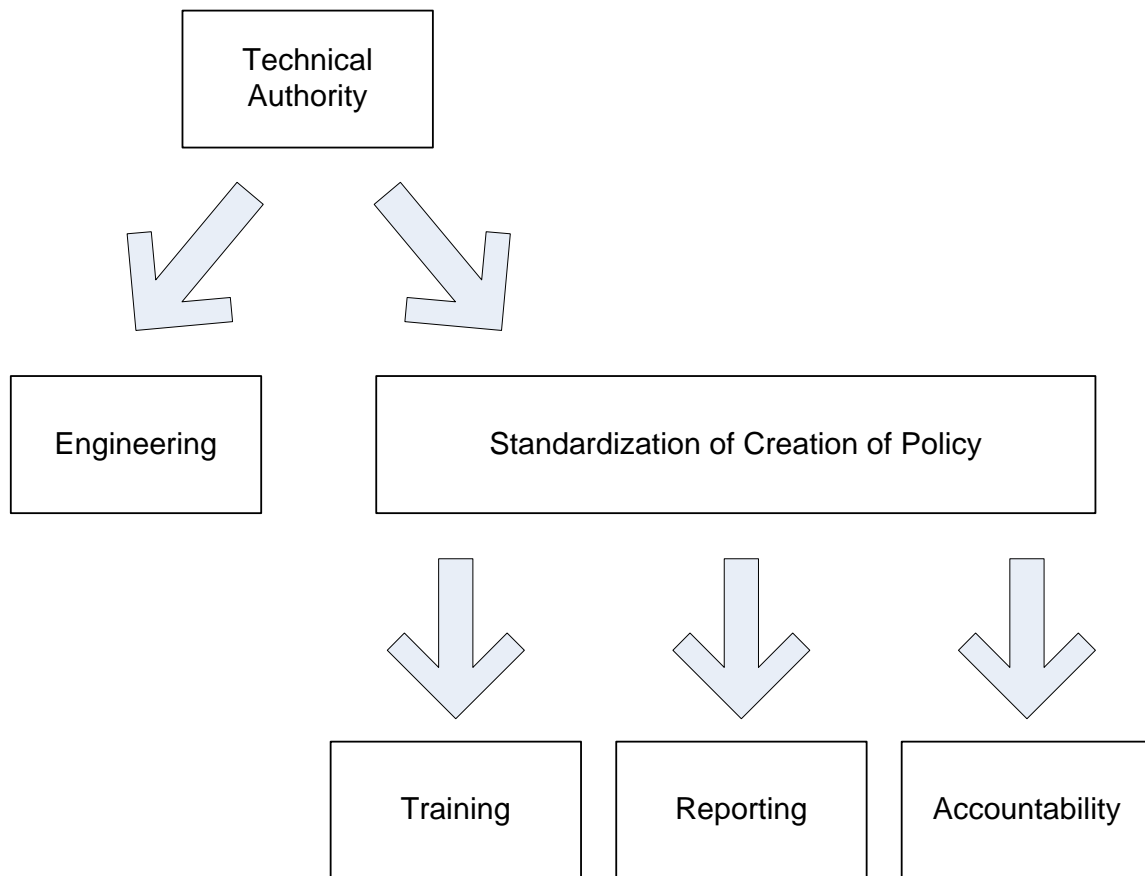 Technical
Authority
Engineering
Standardization of Creation of Policy
Training
Reporting
Accountability